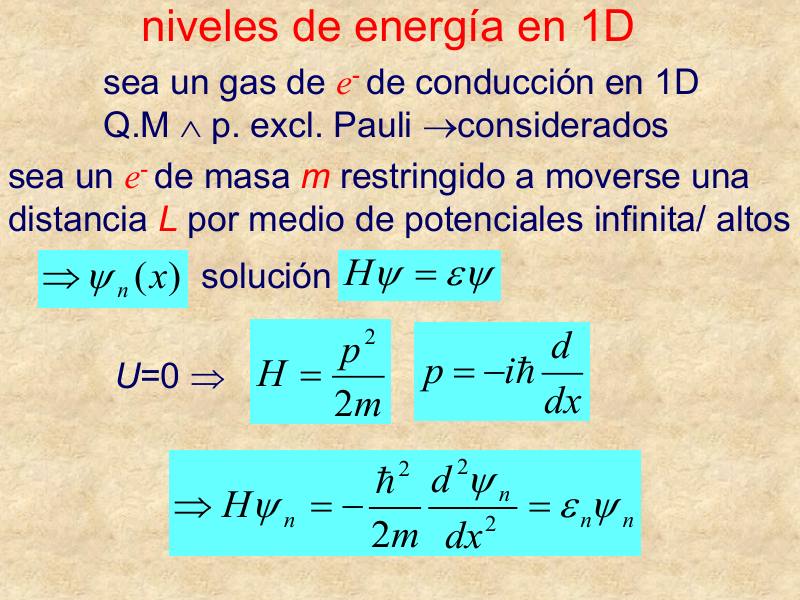 niveles de energía en 1D
sea un gas de e⁻ de conducción en 1D
Q.M ∧ p. excl. Pauli →considerados
sea un e⁻ de masa m restringido a moverse una
distancia L por medio de potenciales infinita/ altos
⇒ψₙ(x) solución Hψ = εψ
U=0 ⇒ H = p²/2m p = −iℏ d/dx
⇒ Hψₙ = − ℏ²/2m d²ψₙ/dx² = εₙψₙ